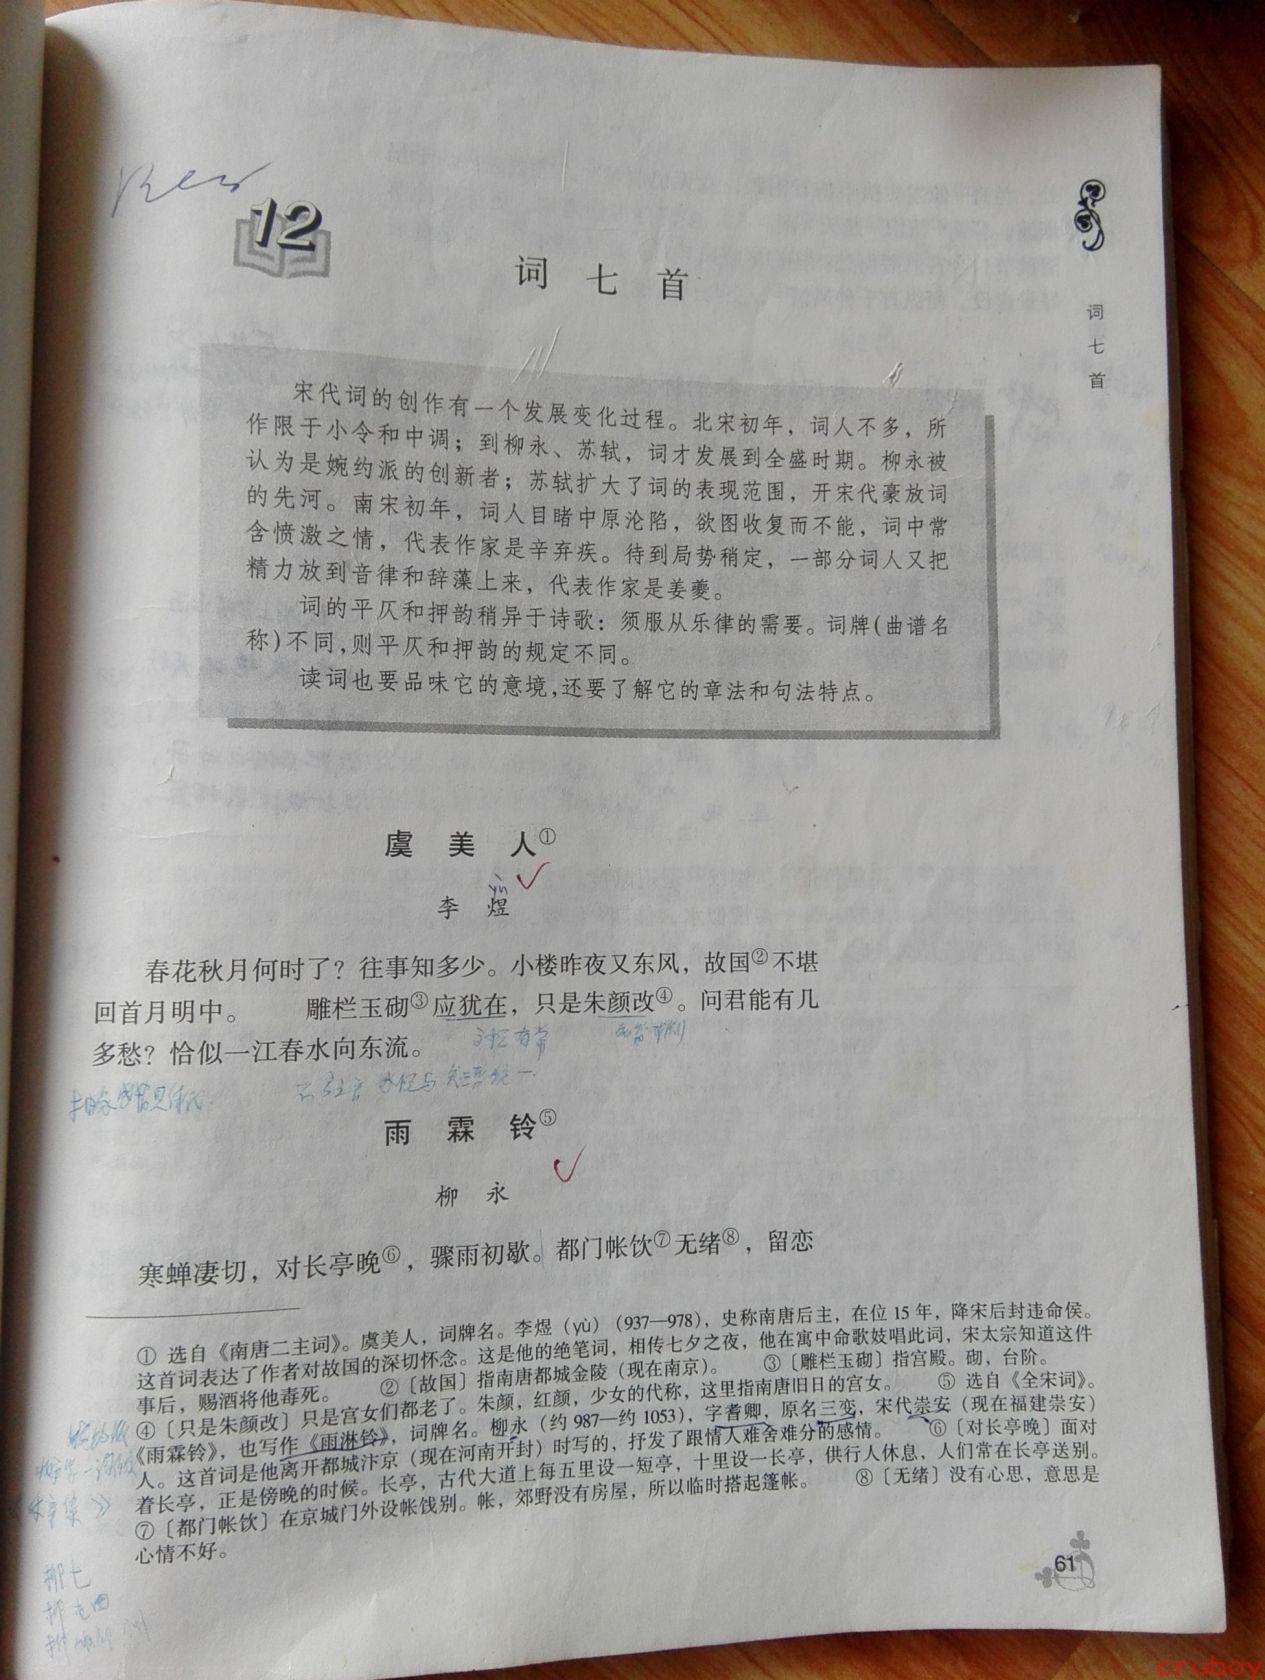 12
词七首
词七首
宋代词的创作有一个发展变化过程。北宋初年，词人不多，所
作限于小令和中调；到柳永、苏轼，词才发展到全盛时期。柳永被
认为是婉约派的创新者；苏轼扩大了词的表现范围，开宋代豪放词
的先河。南宋初年，词人目睹中原沦陷，欲图收复而不能，词中常
含愤激之情，代表作家是辛弃疾。待到局势稍定，一部分词人又把
精力放到音律和辞藻上来，代表作家是姜夔。
词的平仄和押韵稍异于诗歌：须服从乐律的需要。词牌(曲谱名
称)不同,则平仄和押韵的规定不同。
读词也要品味它的意境,还要了解它的章法和句法特点。
虞美人①
李煜
春花秋月何时了？往事知多少。小楼昨夜又东风，故国②不堪
回首月明中。 雕栏玉砌③应犹在，只是朱颜改④。问君能有几
多愁？恰似一江春水向东流。
雨霖铃⑤
柳永
寒蝉凄切，对长亭晚⑥，骤雨初歇。都门帐饮⑦无绪⑧，留恋
① 选自《南唐二主词》。虞美人，词牌名。李煜（yù）（937—978），史称南唐后主，在位 15 年，降宋后封违命侯。
这首词表达了作者对故国的深切怀念。这是他的绝笔词，相传七夕之夜，他在寓中命歌妓唱此词，宋太宗知道这件
事后，赐酒将他毒死。 ②〔故国〕指南唐都城金陵（现在南京）。 ③〔雕栏玉砌〕指宫殿。砌，台阶。
④〔只是朱颜改〕只是宫女们都老了。朱颜，红颜，少女的代称，这里指南唐旧日的宫女。 ⑤ 选自《全宋词》。
《雨霖铃》，也写作《雨淋铃》，词牌名。柳永（约 987—约 1053），字耆卿，原名三变，宋代崇安（现在福建崇安）
人。这首词是他离开都城汴京（现在河南开封）时写的，抒发了跟情人难舍难分的感情。 ⑥〔对长亭晚〕面对
着长亭，正是傍晚的时候。长亭，古代大道上每五里设一短亭，十里设一长亭，供行人休息，人们常在长亭送别。
⑦〔都门帐饮〕在京城门外设帐饯别。帐，郊野没有房屋，所以临时搭起篷帐。 ⑧〔无绪〕没有心思，意思是
心情不好。
柳七
61
cruboy